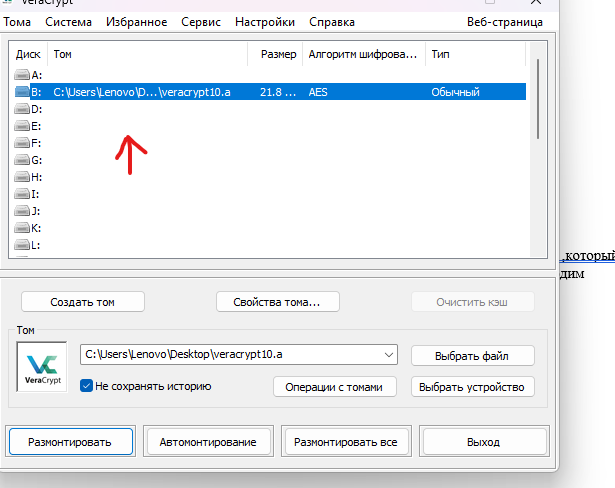 VeraCrypt
Тома Система Избранное Сервис Настройки Справка Веб-страница
Диск Том Размер Алгоритм шифрова... Тип
A:
B: C:\Users\Lenovo\D...\veracrypt10.a 21.8 ... AES Обычный
D:
E:
F:
G:
H:
I:
J:
K:
L:
,который
дим
Создать том Свойства тома... Очистить кэш
Том
VeraCrypt
C:\Users\Lenovo\Desktop\veracrypt10.a Выбрать файл
Не сохранять историю Операции с томами Выбрать устройство
Размонтировать Автомонтирование Размонтировать все Выход